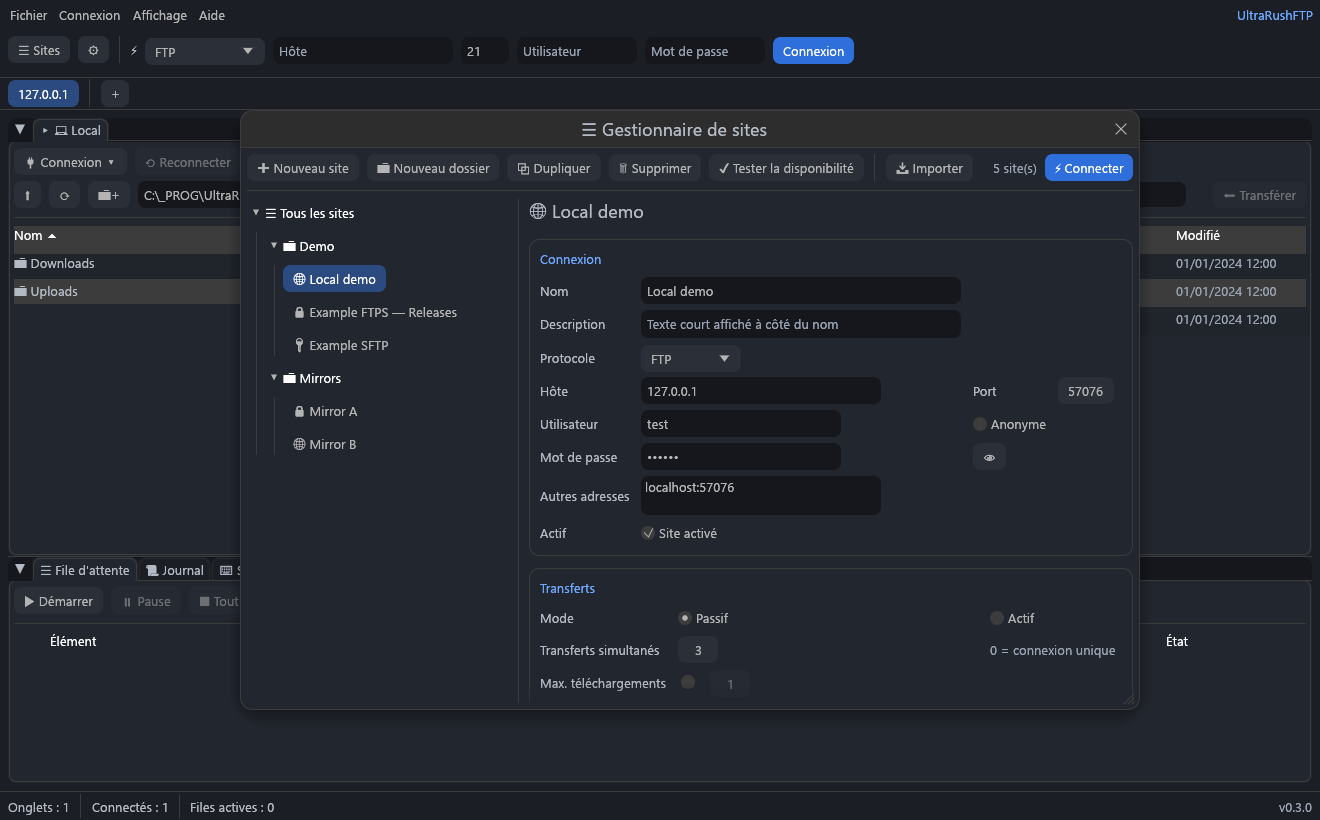 Fichier Connexion Affichage Aide UltraRushFTP
Sites FTP Hôte 21 Utilisateur Mot de passe Connexion
127.0.0.1 +
Local
Gestionnaire de sites
Connexion Reconnecter
Nouveau site Nouveau dossier Dupliquer Supprimer Tester la disponibilité Importer 5 site(s) Connecter
C:\_PROG\UltraR
Transférer
Nom Modifié
Downloads 01/01/2024 12:00
Uploads 01/01/2024 12:00
01/01/2024 12:00
Tous les sites
Demo
Local demo
Example FTPS — Releases
Example SFTP
Mirrors
Mirror A
Mirror B
Local demo
Connexion
Nom Local demo
Description Texte court affiché à côté du nom
Protocole FTP
Hôte 127.0.0.1 Port 57076
Utilisateur test Anonyme
Mot de passe ••••••
Autres adresses localhost:57076
Actif Site activé
Transferts
Mode Passif Actif
Transferts simultanés 3 0 = connexion unique
Max. téléchargements 1
File d'attente Journal S
Démarrer Pause Tout
Élément État
Onglets : 1 Connectés : 1 Files actives : 0 v0.3.0